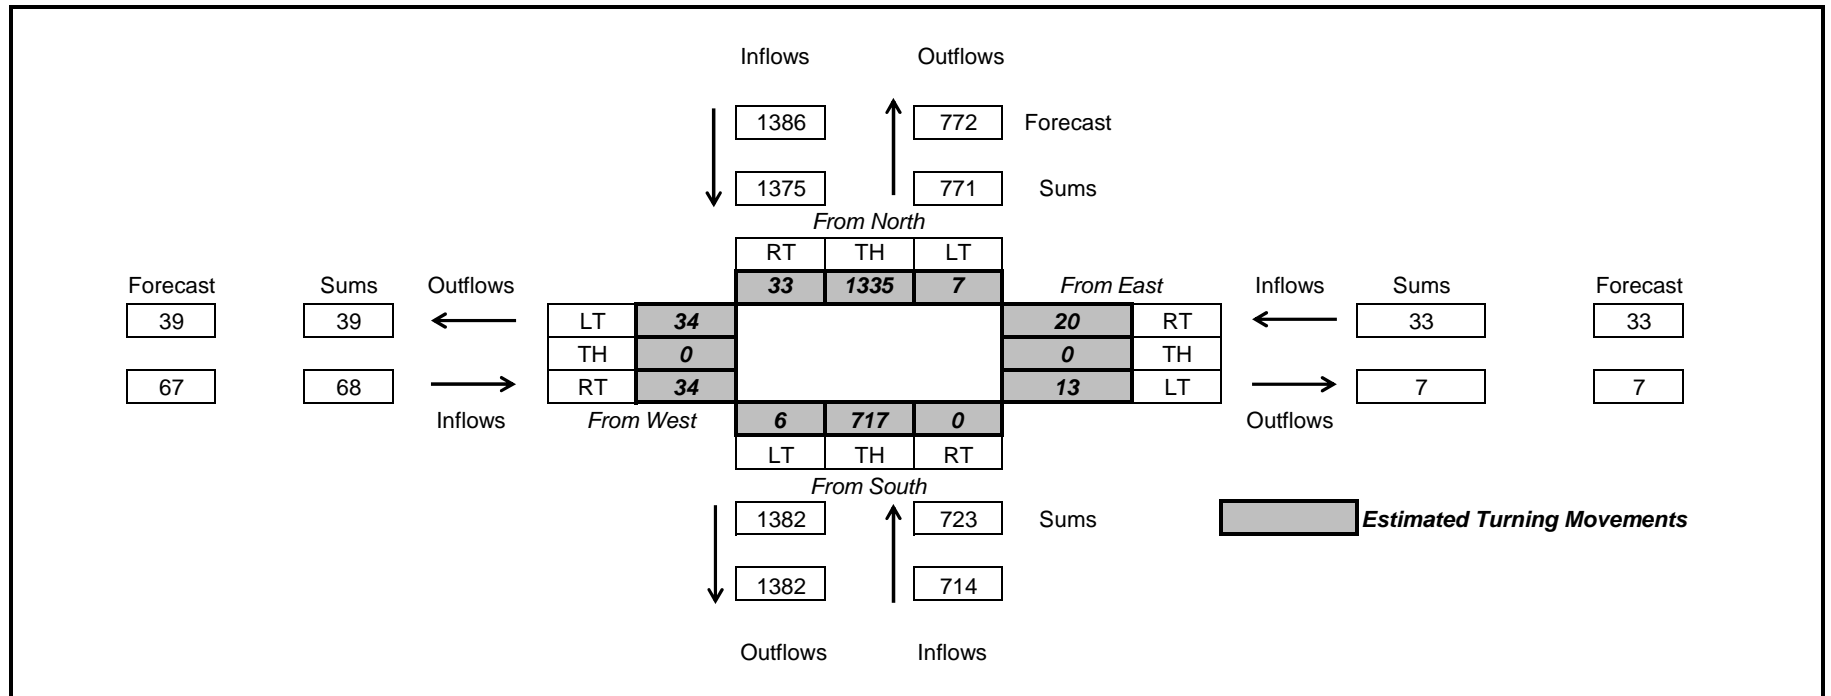 Inflows Outflows
1386 772 Forecast
1375 771 Sums
From North
RT TH LT
Forecast Sums Outflows 33 1335 7 From East Inflows Sums Forecast
39 39 LT 34 20 RT 33 33
TH 0 0 TH
67 68 RT 34 13 LT 7 7
Inflows From West 6 717 0 Outflows
LT TH RT
From South
1382 723 Sums Estimated Turning Movements
1382 714
Outflows Inflows